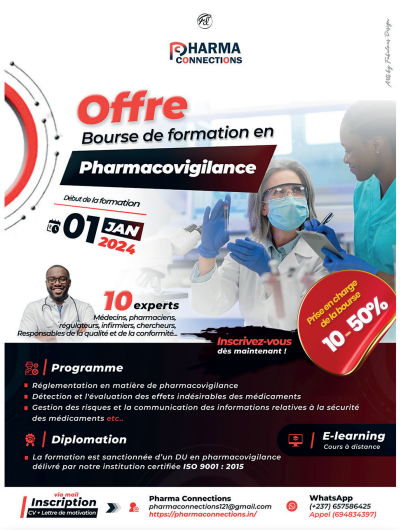 PHARMA
CONNECTIONS
Arts by Fabulous Design
Offre
Bourse de formation en
Pharmacovigilance
Début de la formation
01 JAN
2024
10 experts
Médecins, pharmaciens,
régulateurs, infirmiers, chercheurs,
Responsables de la qualité et de la conformité...
Prise en charge
de la bourse
10 - 50%
Inscrivez-vous
dès maintenant !
Programme
Réglementation en matière de pharmacovigilance
Détection et l'évaluation des effets indésirables des médicaments
Gestion des risques et la communication des informations relatives à la sécurité
des médicaments etc..
Diplomation
La formation est sanctionnée d'un DU en pharmacovigilance
délivré par notre institution certifiée ISO 9001 : 2015
E-learning
Cours à distance
via mail
Inscription
CV + Lettre de motivation
Pharma Connections
pharmaconnections121@gmail.com
https://pharmaconnections.in/
WhatsApp
(+237) 657586425
Appel (694834397)